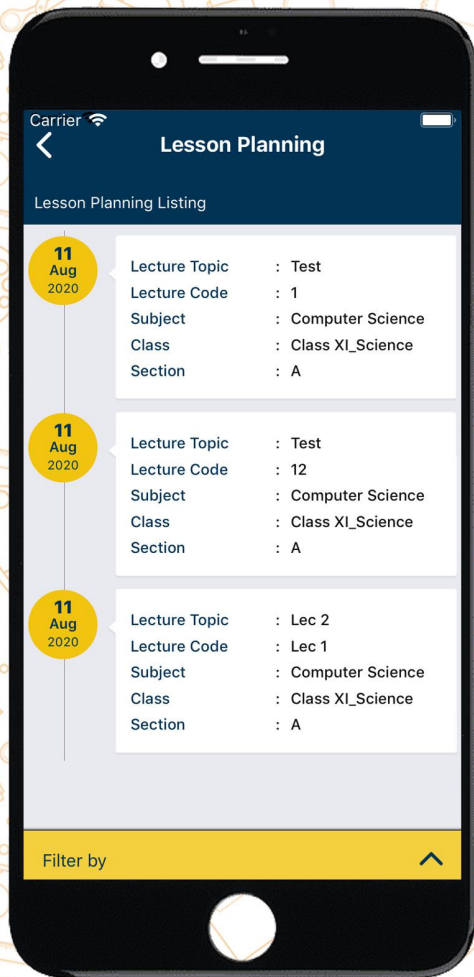 Carrier
Lesson Planning
Lesson Planning Listing
11
Aug
2020
Lecture Topic : Test
Lecture Code : 1
Subject : Computer Science
Class : Class XI_Science
Section : A
11
Aug
2020
Lecture Topic : Test
Lecture Code : 12
Subject : Computer Science
Class : Class XI_Science
Section : A
11
Aug
2020
Lecture Topic : Lec 2
Lecture Code : Lec 1
Subject : Computer Science
Class : Class XI_Science
Section : A
Filter by